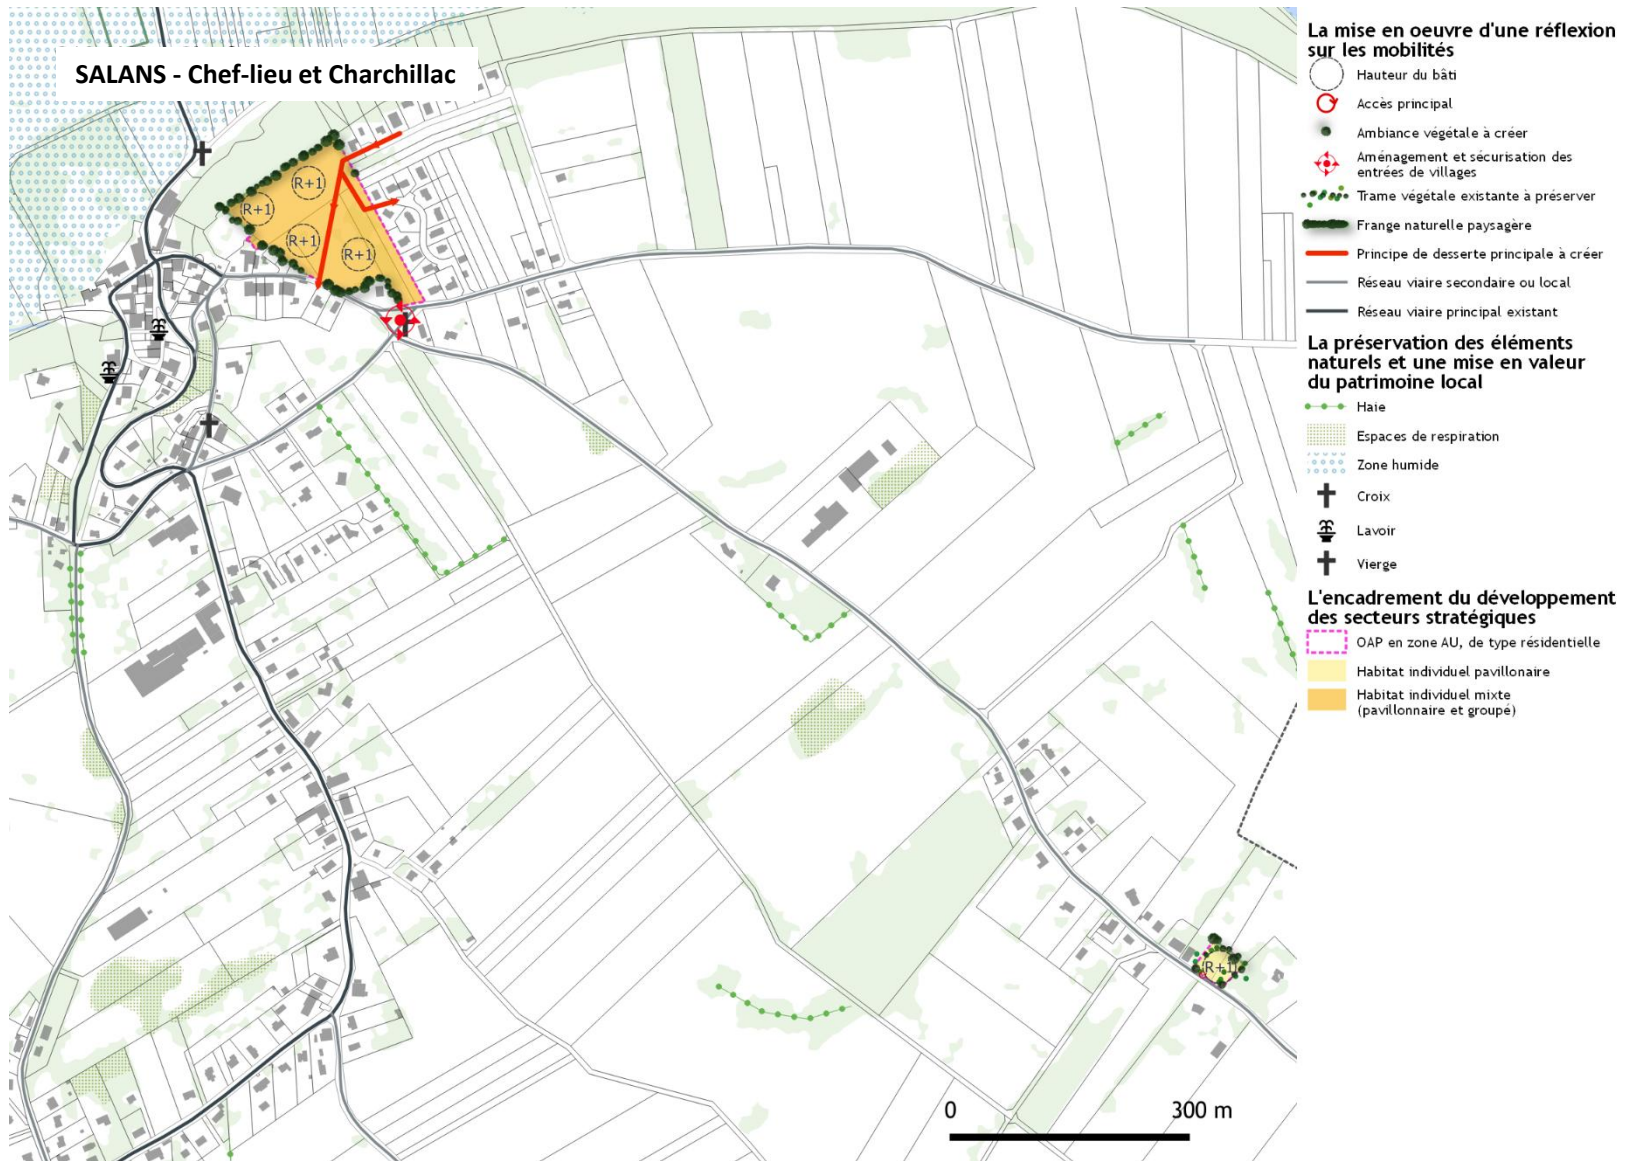 SALANS - Chef-lieu et Charchillac
R+1
R+1
R+1
R+1
R+1
0 300 m
La mise en oeuvre d'une réflexion
sur les mobilités
Hauteur du bâti
Accès principal
Ambiance végétale à créer
Aménagement et sécurisation des
entrées de villages
Trame végétale existante à préserver
Frange naturelle paysagère
Principe de desserte principale à créer
Réseau viaire secondaire ou local
Réseau viaire principal existant
La préservation des éléments
naturels et une mise en valeur
du patrimoine local
Haie
Espaces de respiration
Zone humide
Croix
Lavoir
Vierge
L'encadrement du développement
des secteurs stratégiques
OAP en zone AU, de type résidentielle
Habitat individuel pavillonaire
Habitat individuel mixte
(pavillonnaire et groupé)